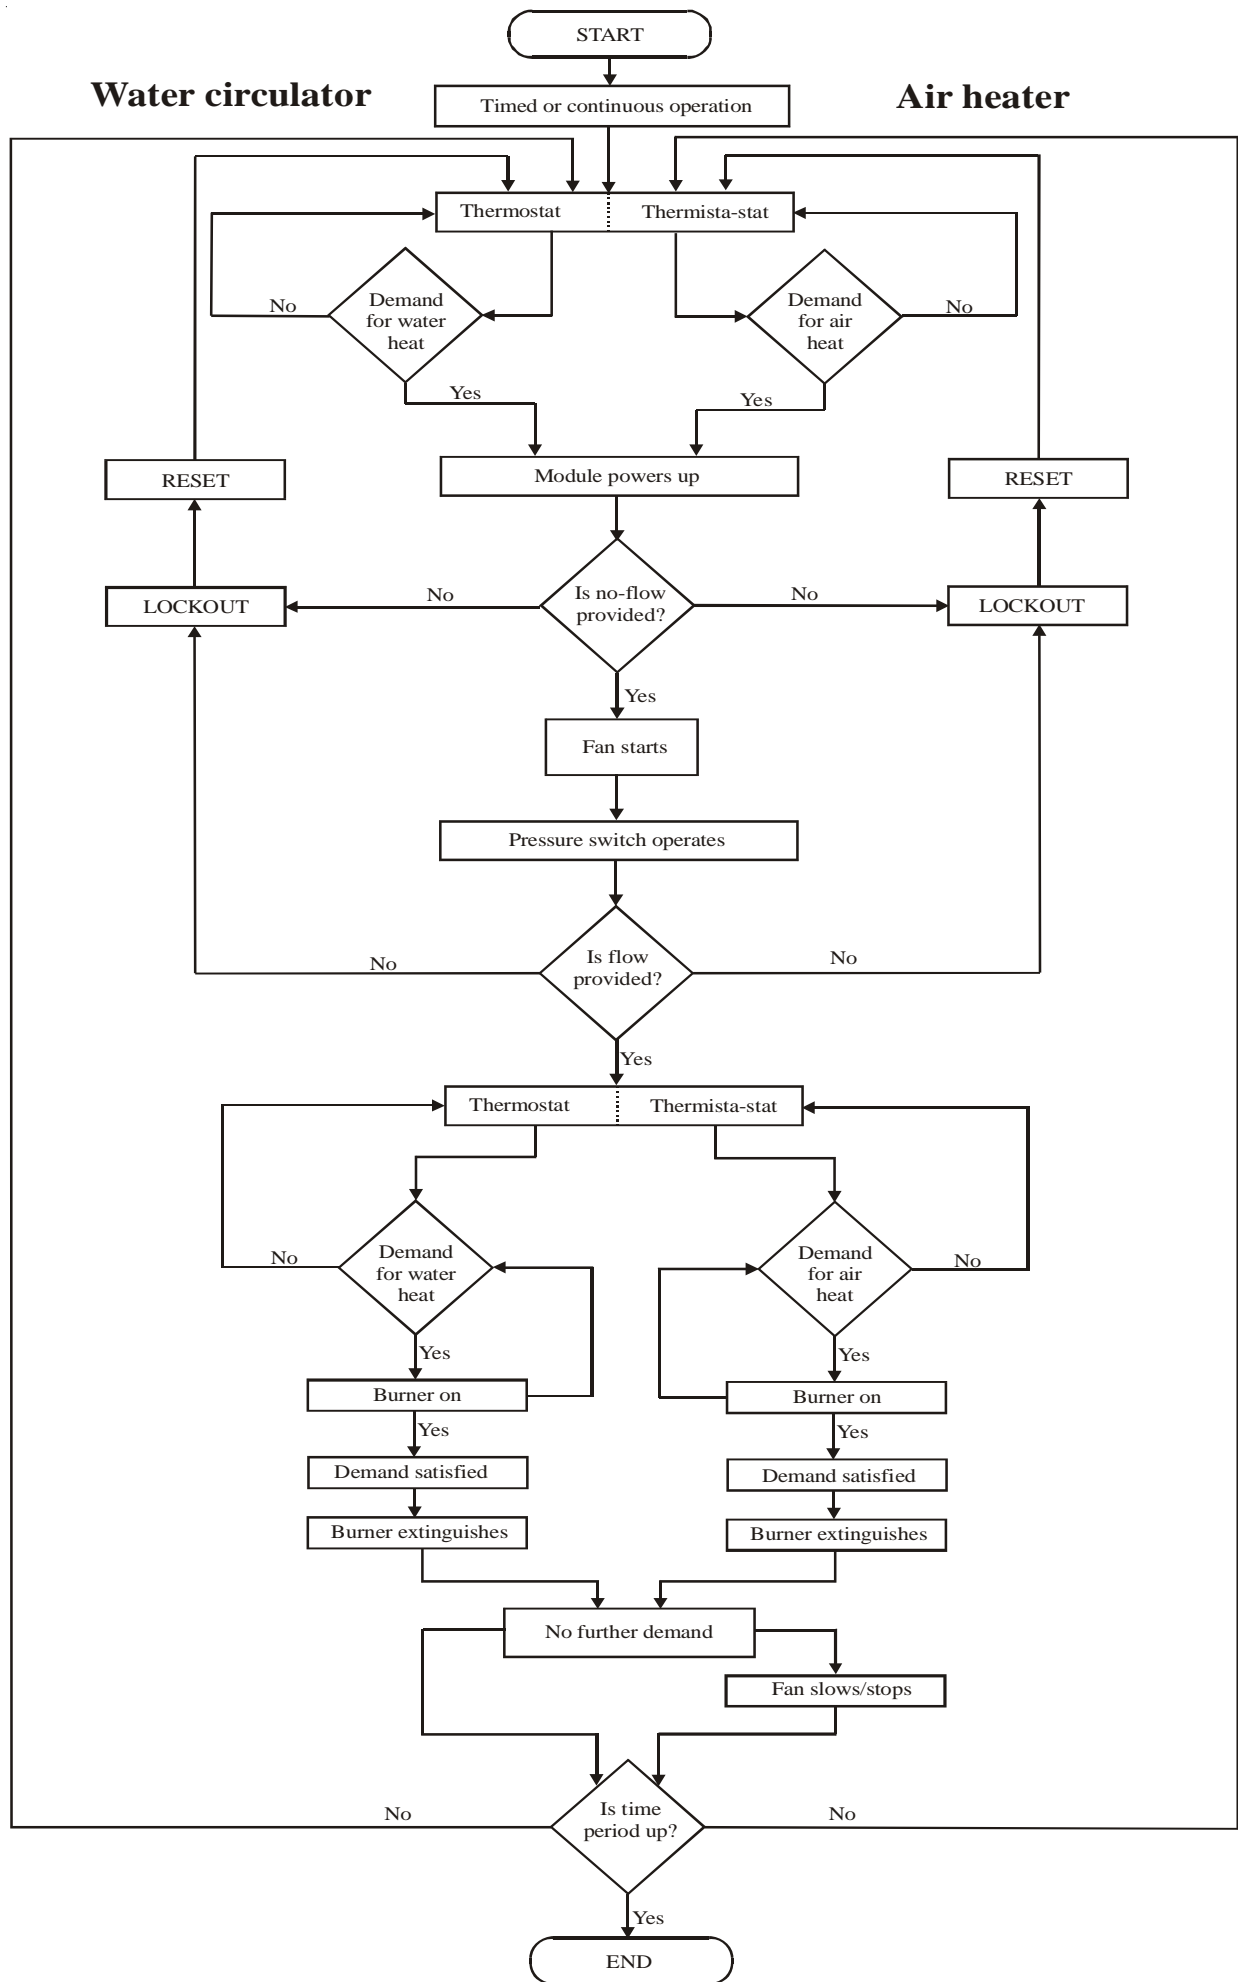 START
Water circulator
Air heater
Timed or continuous operation
Thermostat
Thermista-stat
Demand
for water
heat
Demand
for air
heat
No
No
Yes
Yes
RESET
Module powers up
RESET
LOCKOUT
No
Is no-flow
provided?
No
LOCKOUT
Yes
Fan starts
Pressure switch operates
No
Is flow
provided?
No
Yes
Thermostat
Thermista-stat
No
Demand
for water
heat
Demand
for air
heat
No
Yes
Yes
Burner on
Burner on
Yes
Yes
Demand satisfied
Demand satisfied
Burner extinguishes
Burner extinguishes
No further demand
Fan slows/stops
No
Is time
period up?
No
Yes
END